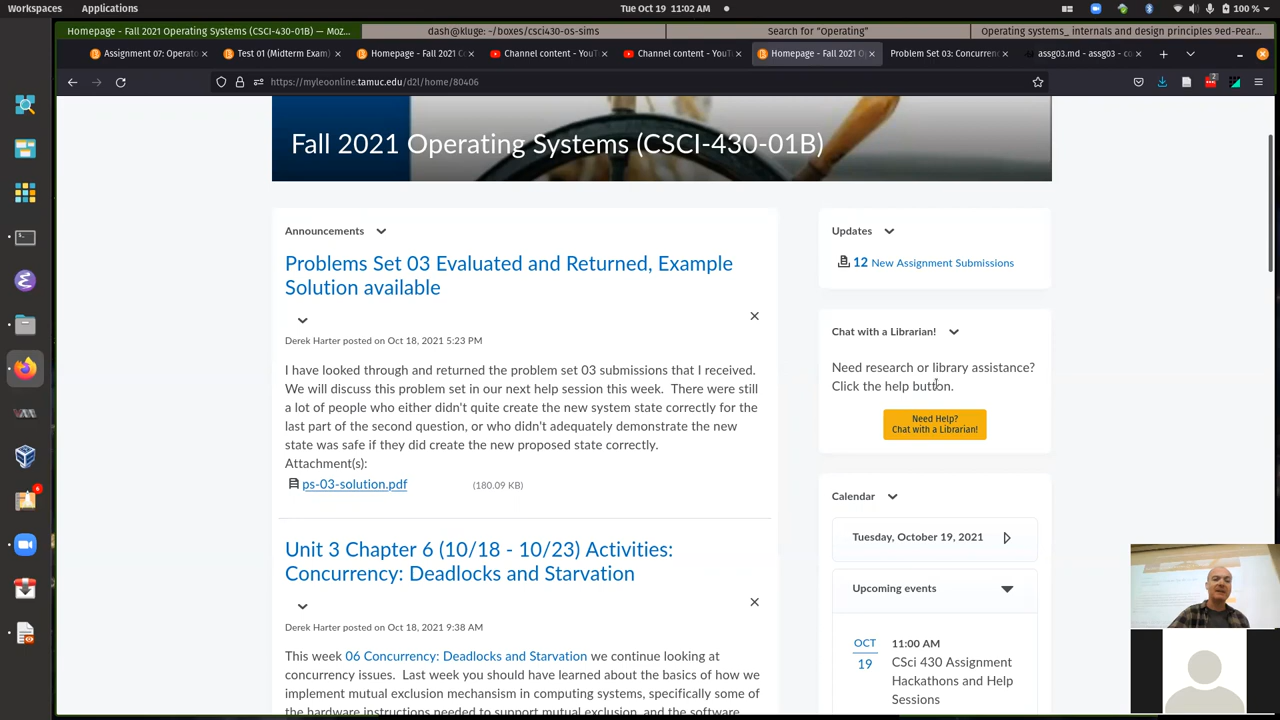 Workspaces Applications Tue Oct 19 11:02 AM 100 %
Homepage - Fall 2021 Operating Systems (CSCI-430-01B) — Moz... dash@kluge: ~/boxes/csci430-os-sims Search for "Operating" Operating systems_ internals and design principles 9ed-Pear...
Assignment 07: Operato Test 01 (Midterm Exam) Homepage - Fall 2021 Channel content - YouT Channel content - YouT Homepage - Fall 2021 O Problem Set 03: Concurren assg03.md - assg03 - co
https://myleoonline.tamuc.edu/d2l/home/80406
Fall 2021 Operating Systems (CSCI-430-01B)
Announcements
Problems Set 03 Evaluated and Returned, Example
Solution available
Derek Harter posted on Oct 18, 2021 5:23 PM
I have looked through and returned the problem set 03 submissions that I received.
We will discuss this problem set in our next help session this week. There were still
a lot of people who either didn't quite create the new system state correctly for the
last part of the second question, or who didn't adequately demonstrate the new
state was safe if they did create the new proposed state correctly.
Attachment(s):
ps-03-solution.pdf (180.09 KB)
Unit 3 Chapter 6 (10/18 - 10/23) Activities:
Concurrency: Deadlocks and Starvation
Derek Harter posted on Oct 18, 2021 9:38 AM
This week 06 Concurrency: Deadlocks and Starvation we continue looking at
concurrency issues. Last week you should have learned about the basics of how we
implement mutual exclusion mechanism in computing systems, specifically some of
the hardware instructions needed to support mutual exclusion, and the software
Updates
12 New Assignment Submissions
Chat with a Librarian!
Need research or library assistance?
Click the help button.
Need Help?
Chat with a Librarian!
Calendar
Tuesday, October 19, 2021
Upcoming events
OCT
19
11:00 AM
CSci 430 Assignment
Hackathons and Help
Sessions